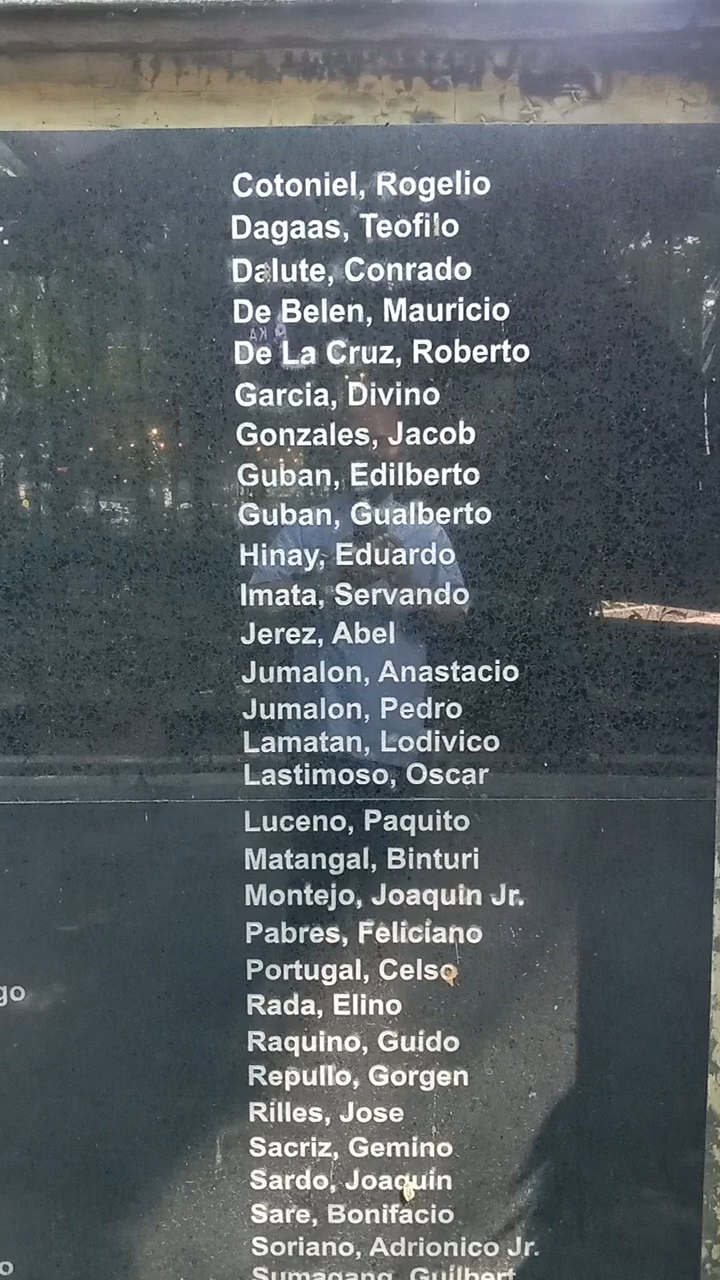 Cotoniel, Rogelio
Dagaas, Teofilo
Dalute, Conrado
De Belen, Mauricio
De La Cruz, Roberto
Garcia, Divino
Gonzales, Jacob
Guban, Edilberto
Guban, Gualberto
Hinay, Eduardo
Imata, Servando
Jerez, Abel
Jumalon, Anastacio
Jumalon, Pedro
Lamatan, Lodivico
Lastimoso, Oscar
Luceno, Paquito
Matangal, Binturi
Montejo, Joaquin Jr.
Pabres, Feliciano
Portugal, Celso
Rada, Elino
Raquino, Guido
Repullo, Gorgen
Rilles, Jose
Sacriz, Gemino
Sardo, Joaquin
Sare, Bonifacio
Soriano, Adrionico Jr.
Sumagang, Guilbert